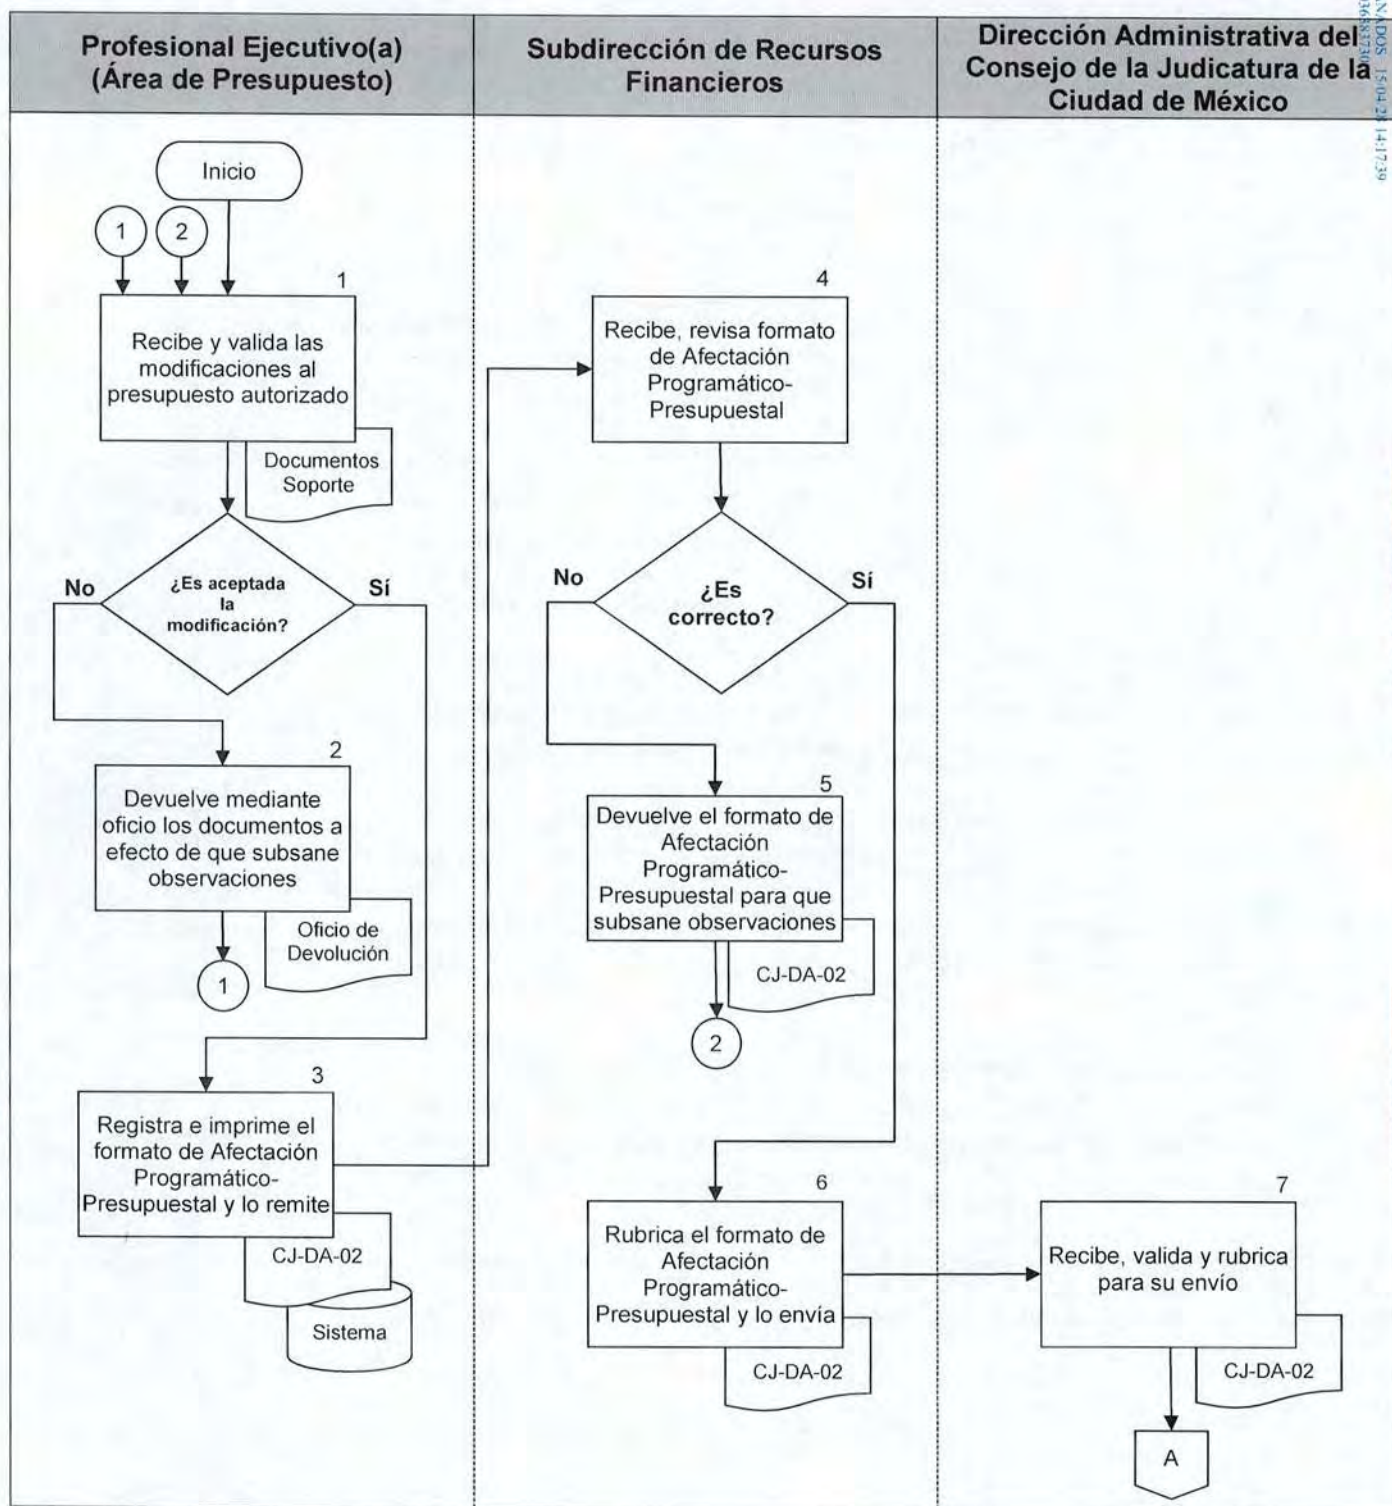 Profesional Ejecutivo(a)
(Área de Presupuesto)
Subdirección de Recursos
Financieros
Dirección Administrativa del
Consejo de la Judicatura de la
Ciudad de México
15:04:28 14:17:39
Inicio
1
2
1
Recibe y valida las
modificaciones al
presupuesto autorizado
Documentos
Soporte
¿Es aceptada
la
modificación?
No
Sí
2
Devuelve mediante
oficio los documentos a
efecto de que subsane
observaciones
Oficio de
Devolución
1
3
Registra e imprime el
formato de Afectación
Programático-
Presupuestal y lo remite
CJ-DA-02
Sistema
4
Recibe, revisa formato
de Afectación
Programático-
Presupuestal
¿Es
correcto?
No
Sí
5
Devuelve el formato de
Afectación
Programático-
Presupuestal para que
subsane observaciones
CJ-DA-02
2
6
Rubrica el formato de
Afectación
Programático-
Presupuestal y lo envía
CJ-DA-02
7
Recibe, valida y rubrica
para su envío
CJ-DA-02
A